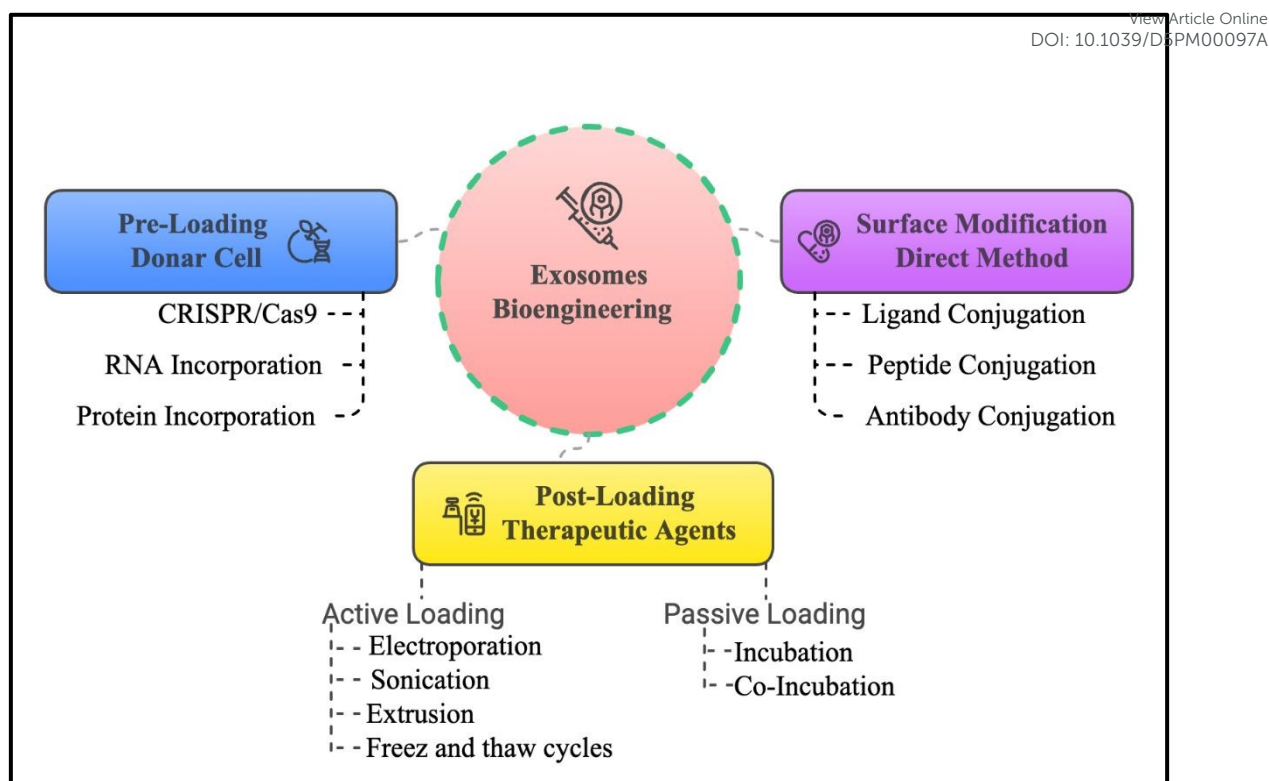 View Article Online
DOI: 10.1039/D5PM00097A
Exosomes
Bioengineering
Pre-Loading
Donar Cell
CRISPR/Cas9
RNA Incorporation
Protein Incorporation
Surface Modification
Direct Method
Ligand Conjugation
Peptide Conjugation
Antibody Conjugation
Post-Loading
Therapeutic Agents
Active Loading
Electroporation
Sonication
Extrusion
Freez and thaw cycles
Passive Loading
Incubation
Co-Incubation